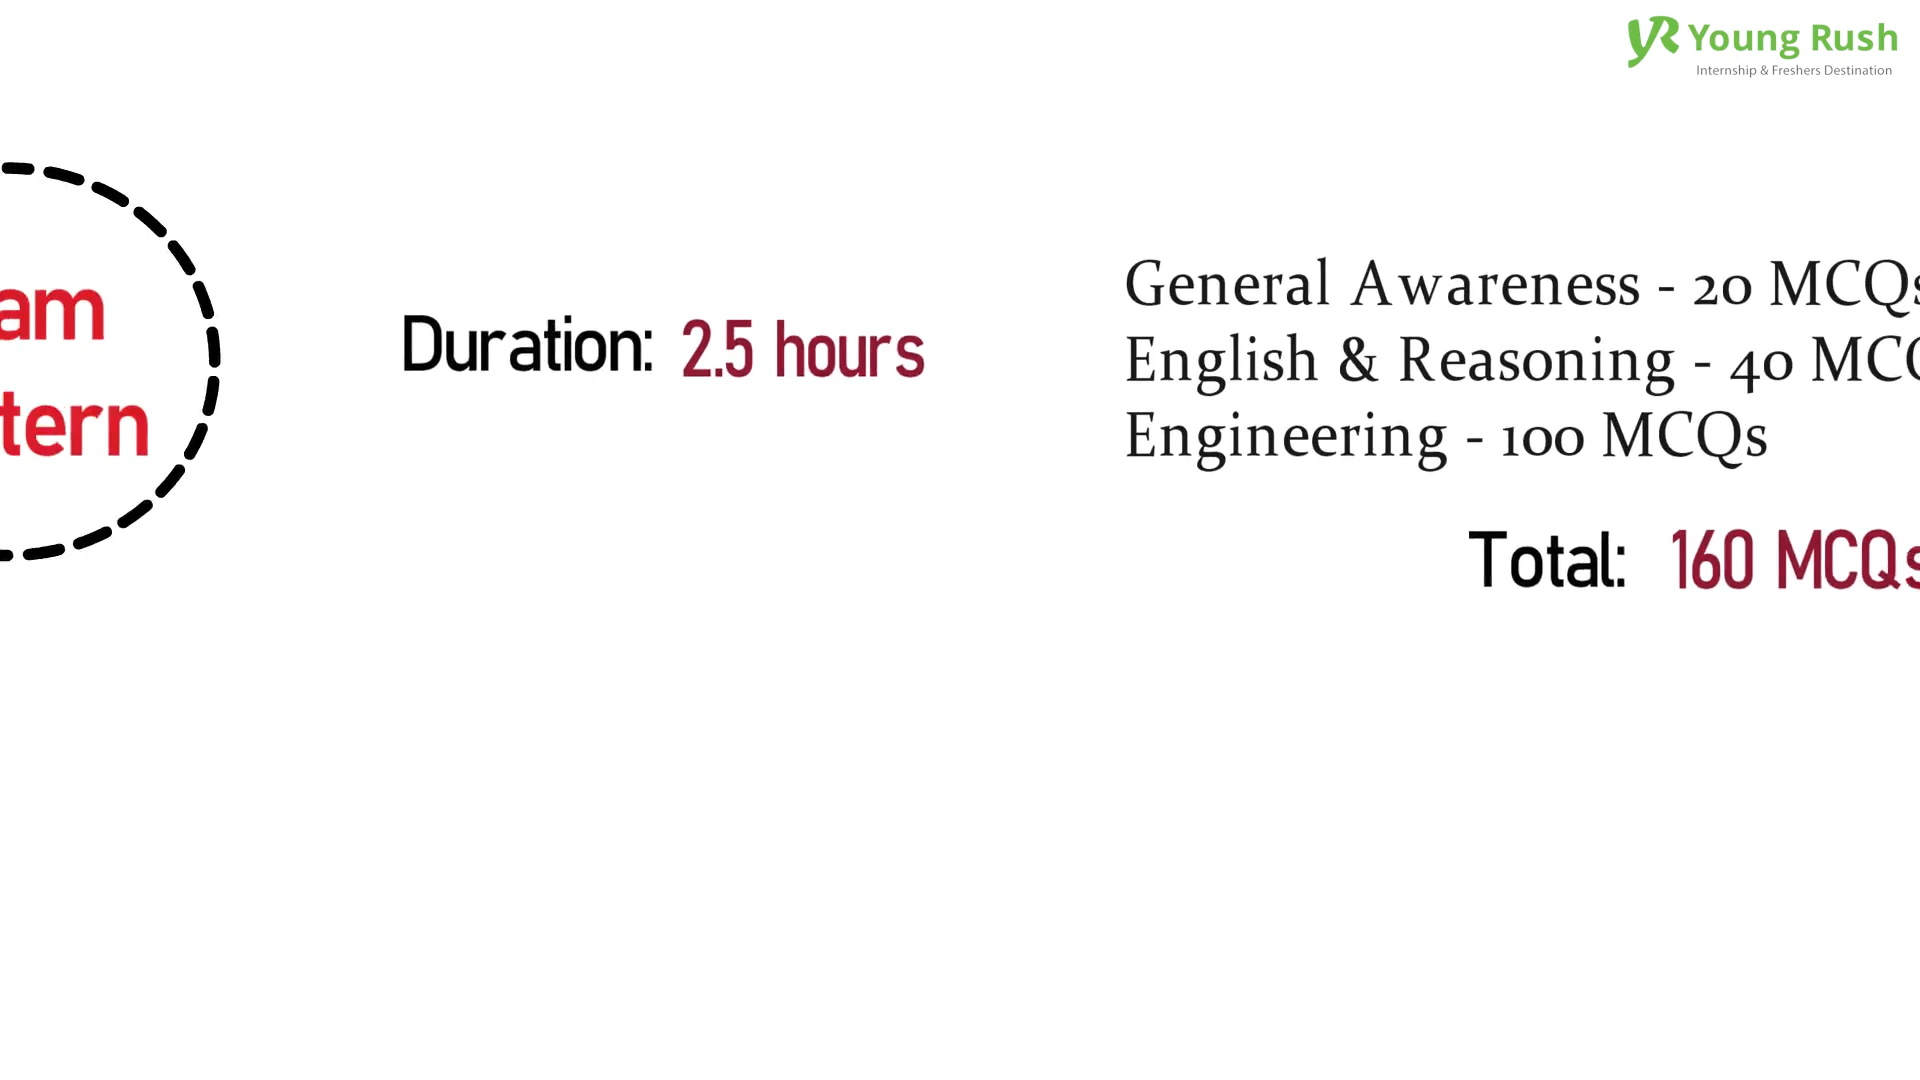 Young Rush
Internship & Freshers Destination
am
tern
Duration: 2.5 hours
General Awareness - 20 MCQs
English & Reasoning - 40 MCQ
Engineering - 100 MCQs
Total: 160 MCQs